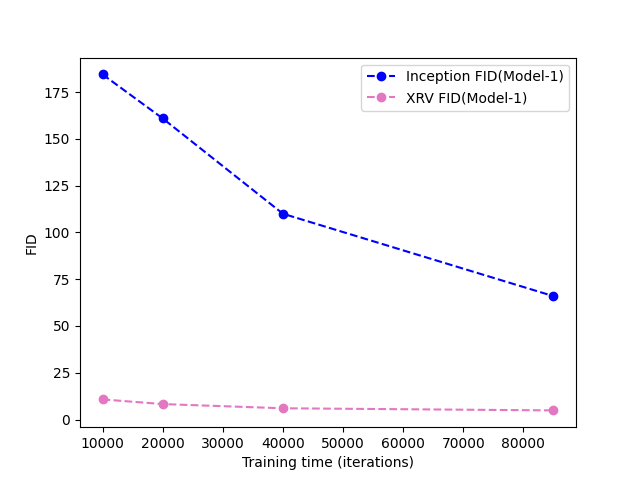 Inception FID(Model-1)
XRV FID(Model-1)
175
150
125
100
75
50
25
0
FID
10000 20000 30000 40000 50000 60000 70000 80000
Training time (iterations)